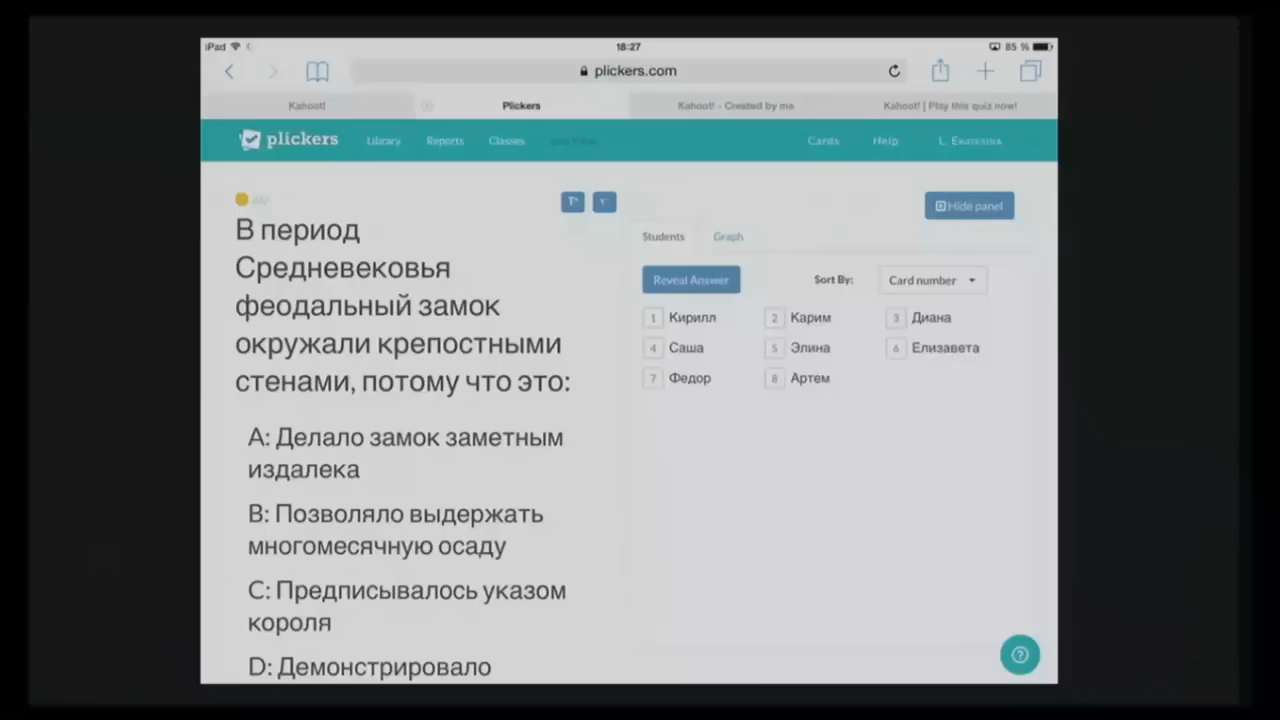 iPad
18:27
85 %
plickers.com
Kahoot!
Plickers
Kahoot! - Created by me
Kahoot! | Play this quiz now!
plickers
Library
Reports
Classes
Cards
Help
L. Ekaterina
T+
T-
Hide panel
В период
Средневековья
феодальный замок
окружали крепостными
стенами, потому что это:
A: Делало замок заметным
издалека
B: Позволяло выдержать
многомесячную осаду
C: Предписывалось указом
короля
D: Демонстрировало
Students
Graph
Reveal Answer
Sort By:
Card number
1 Кирилл
2 Карим
3 Диана
4 Саша
5 Элина
6 Елизавета
7 Федор
8 Артем